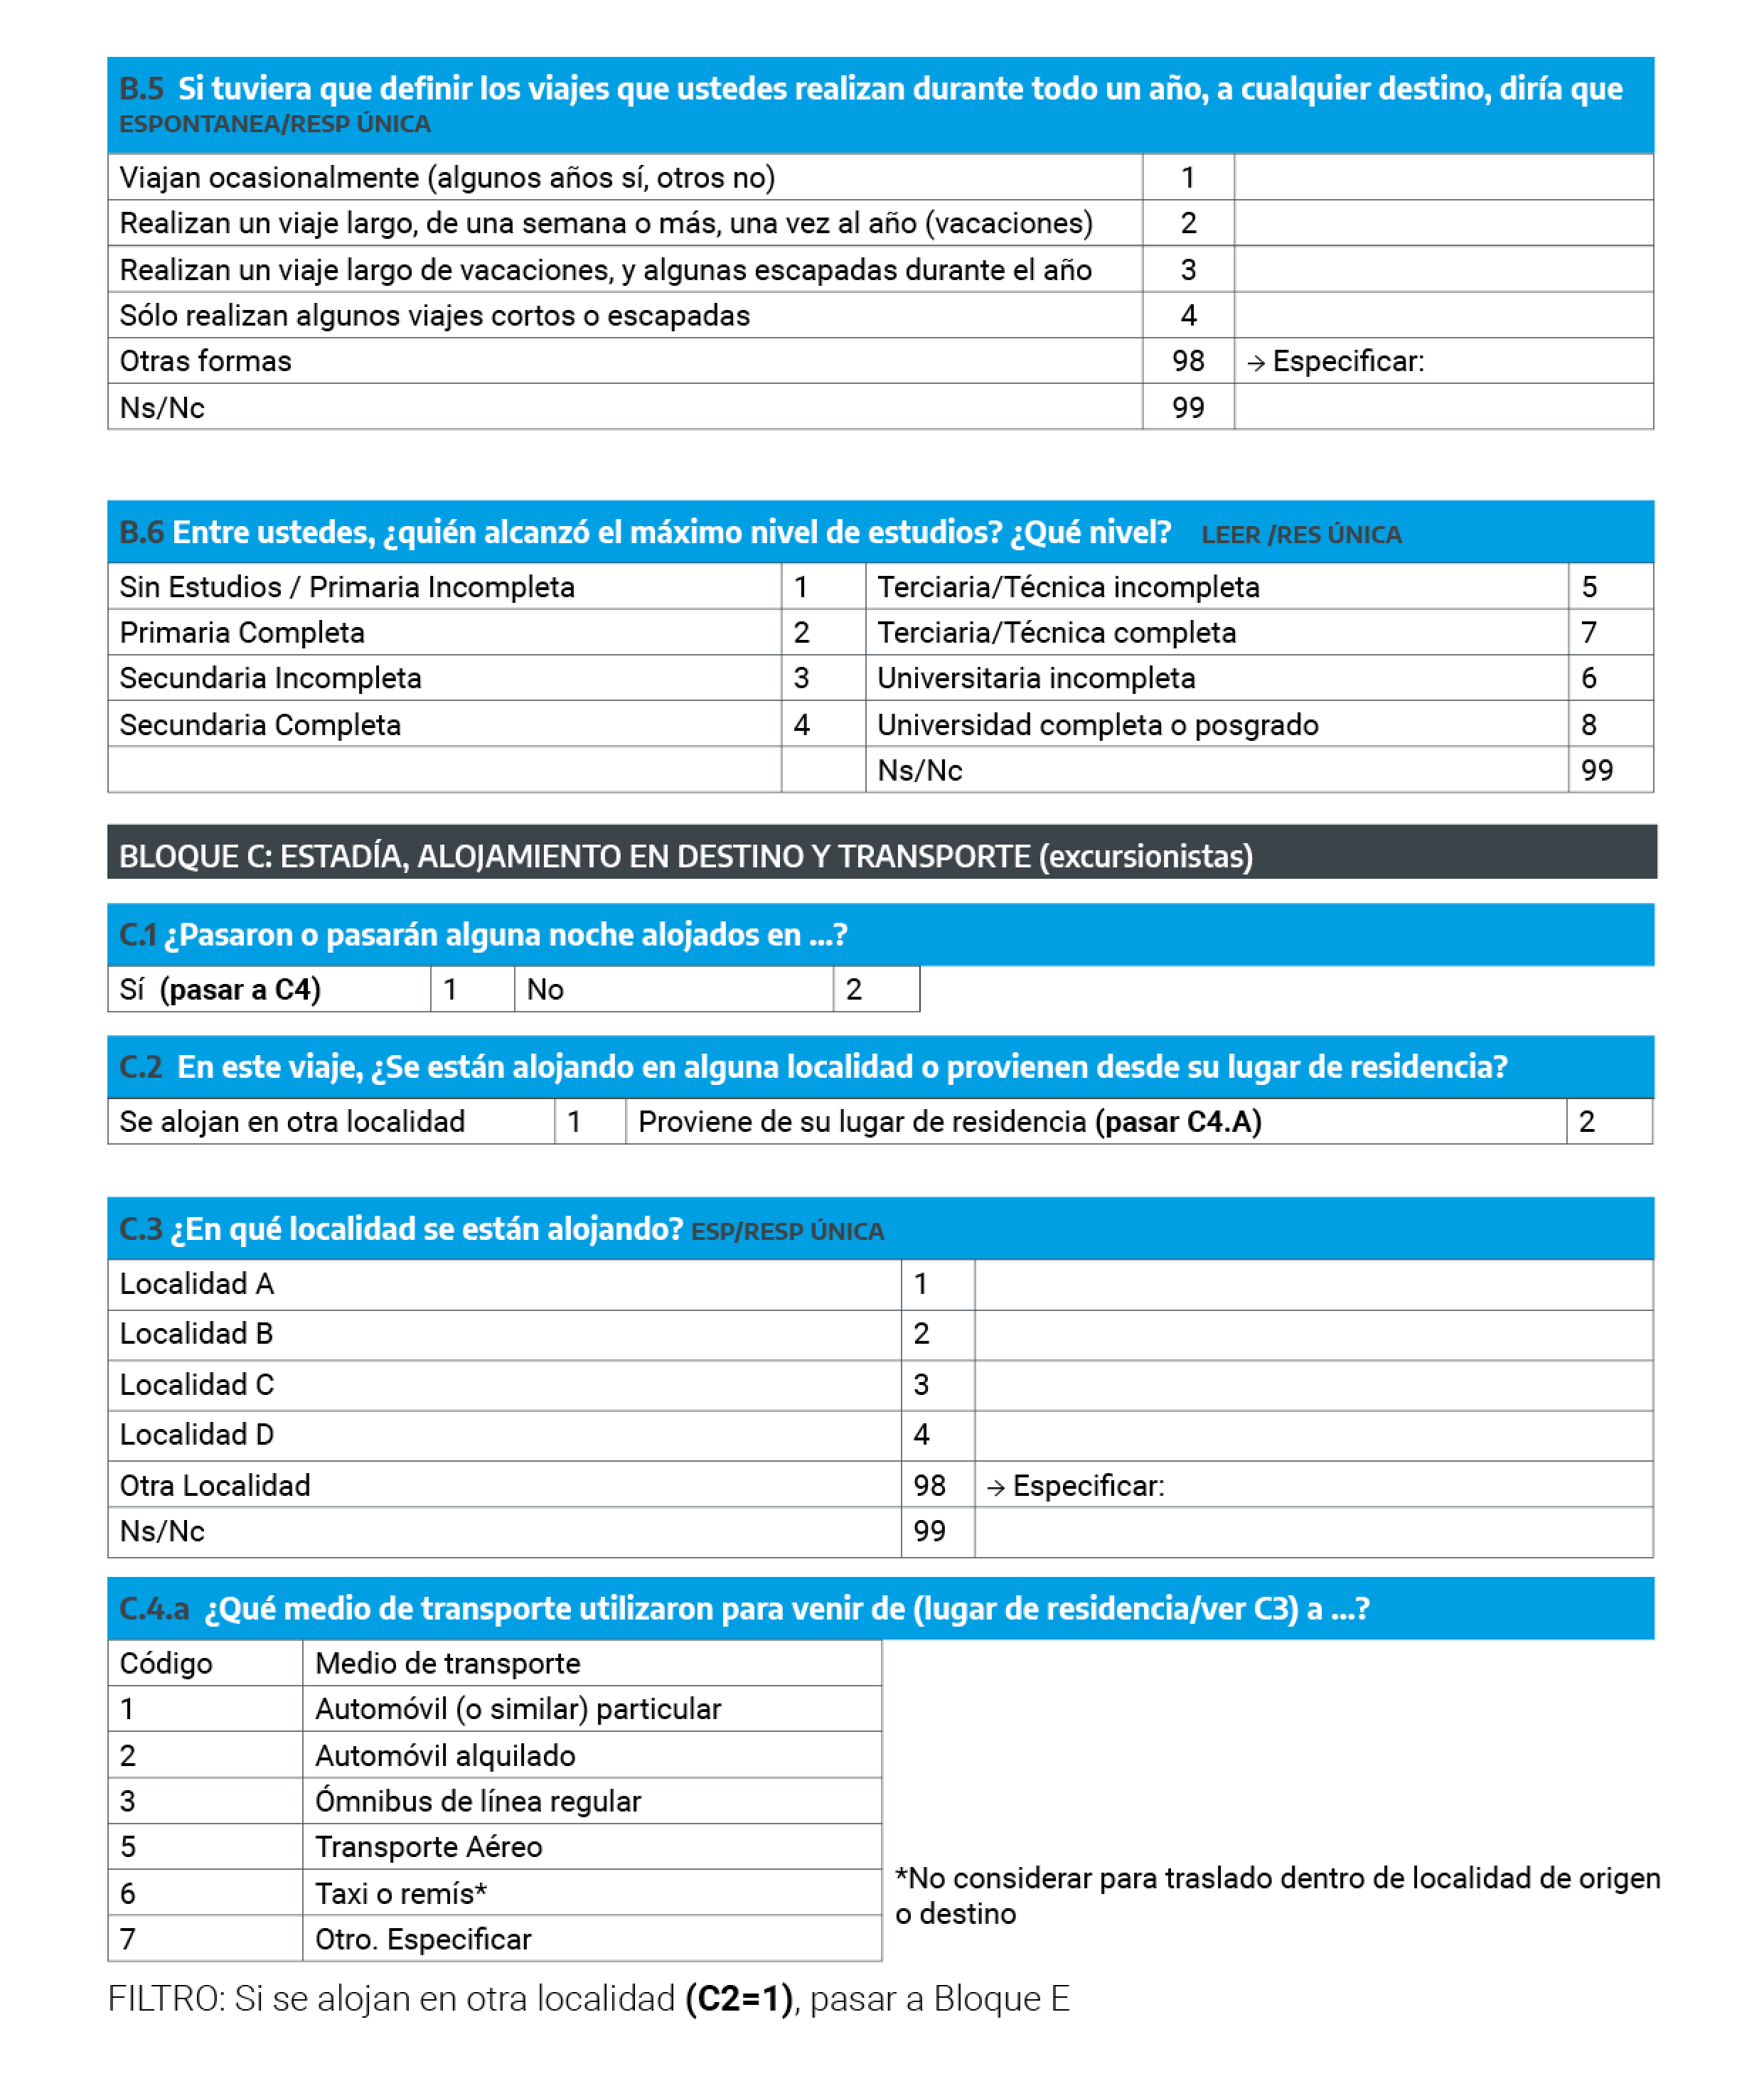 B.5 Si tuviera que definir los viajes que ustedes realizan durante todo un año, a cualquier destino, diría que
ESPONTANEA/RESP ÚNICA
Viajan ocasionalmente (algunos años sí, otros no) 1
Realizan un viaje largo, de una semana o más, una vez al año (vacaciones) 2
Realizan un viaje largo de vacaciones, y algunas escapadas durante el año 3
Sólo realizan algunos viajes cortos o escapadas 4
Otras formas 98 → Especificar:
Ns/Nc 99
B.6 Entre ustedes, ¿quién alcanzó el máximo nivel de estudios? ¿Qué nivel? LEER /RES ÚNICA
Sin Estudios / Primaria Incompleta 1 Terciaria/Técnica incompleta 5
Primaria Completa 2 Terciaria/Técnica completa 7
Secundaria Incompleta 3 Universitaria incompleta 6
Secundaria Completa 4 Universidad completa o posgrado 8
Ns/Nc 99
BLOQUE C: ESTADÍA, ALOJAMIENTO EN DESTINO Y TRANSPORTE (excursionistas)
C.1 ¿Pasaron o pasarán alguna noche alojados en ...?
Sí (pasar a C4) 1 No 2
C.2 En este viaje, ¿Se están alojando en alguna localidad o provienen desde su lugar de residencia?
Se alojan en otra localidad 1 Proviene de su lugar de residencia (pasar C4.A) 2
C.3 ¿En qué localidad se están alojando? ESP/RESP ÚNICA
Localidad A 1
Localidad B 2
Localidad C 3
Localidad D 4
Otra Localidad 98 → Especificar:
Ns/Nc 99
C.4.a ¿Qué medio de transporte utilizaron para venir de (lugar de residencia/ver C3) a ...?
Código Medio de transporte
1 Automóvil (o similar) particular
2 Automóvil alquilado
3 Ómnibus de línea regular
5 Transporte Aéreo
6 Taxi o remís*
7 Otro. Especificar
*No considerar para traslado dentro de localidad de origen
o destino
FILTRO: Si se alojan en otra localidad (C2=1), pasar a Bloque E